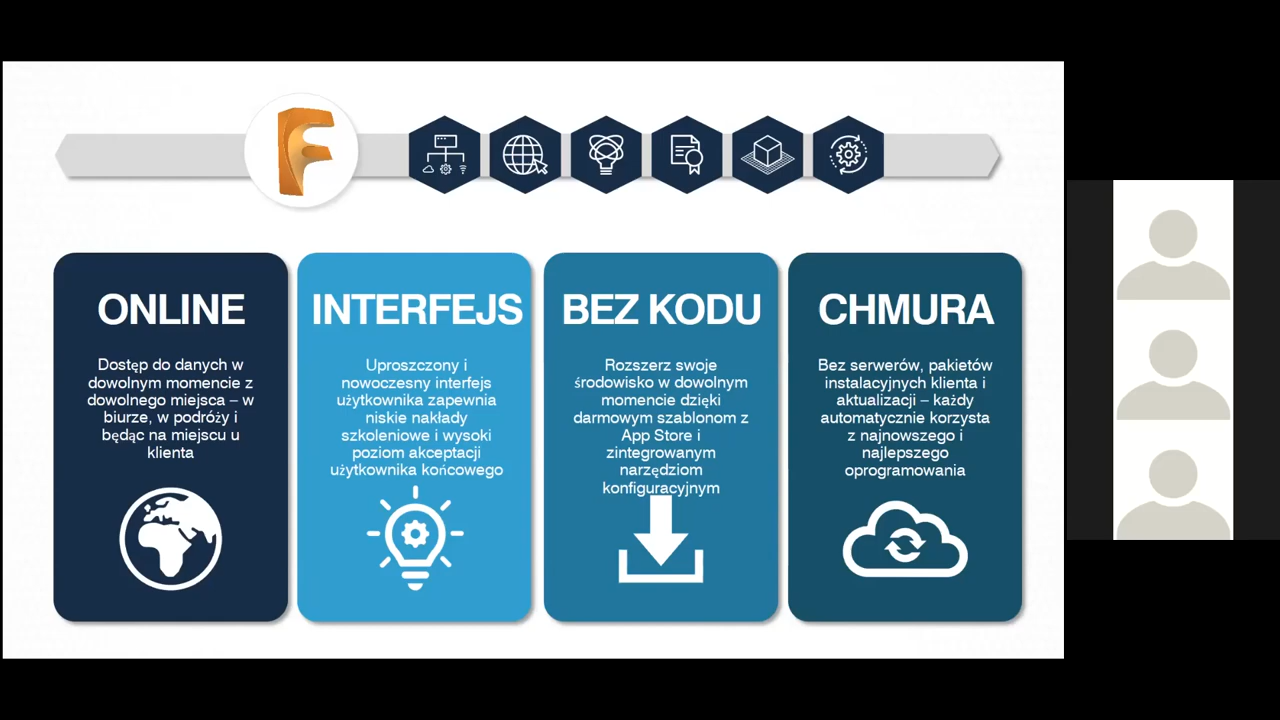 ONLINE
Dostęp do danych w
dowolnym momencie z
dowolnego miejsca – w
biurze, w podróży i
będąc na miejscu u
klienta
INTERFEJS
Uproszczony i
nowoczesny interfejs
użytkownika zapewnia
niskie nakłady
szkoleniowe i wysoki
poziom akceptacji
użytkownika końcowego
BEZ KODU
Rozszerz swoje
środowisko w dowolnym
momencie dzięki
darmowym szablonom z
App Store i
zintegrowanym
narzędziom
konfiguracyjnym
CHMURA
Bez serwerów, pakietów
instalacyjnych klienta i
aktualizacji – każdy
automatycznie korzysta
z najnowszego i
najlepszego
oprogramowania